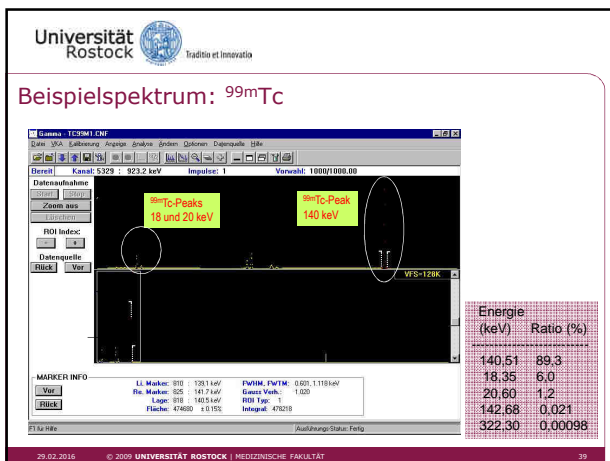 Universität
Rostock
Traditio et Innovatio
Beispielspektrum: 99mTc
Gamma - TC99M1.CNF
Datei VKA Kalibrierung Anzeige Analyse Ändern Optionen Datenquelle Hilfe
Bereit Kanal: 5329 : 923.2 keV Impulse: 1 Vorwahl: 1000/1000.00
Datenaufnahme
Start Stop
Zoom aus
Löschen
ROI Index:
- +
Datenquelle
Rück Vor
99mTc-Peaks
18 und 20 keV
99mTc-Peak
140 keV
VFS=128K
MARKER INFO
Vor
Rück
Li. Marker: 810 : 139.1 keV FWHM, FWTM: 0.601, 1.118 keV
Re. Marker: 825 : 141.7 keV Gauss Verh.: 1.020
Lage: 818 : 140.5 keV ROI Typ: 1
Fläche: 474680 ± 0.15% Integral: 478218
F1 für Hilfe Ausführungs-Status: Fertig
Energie
(keV) Ratio (%)
---------------------------
140,51 89,3
18,35 6,0
20,60 1,2
142,68 0,021
322,30 0,00098
29.02.2016 © 2009 UNIVERSITÄT ROSTOCK | MEDIZINISCHE FAKULTÄT 39